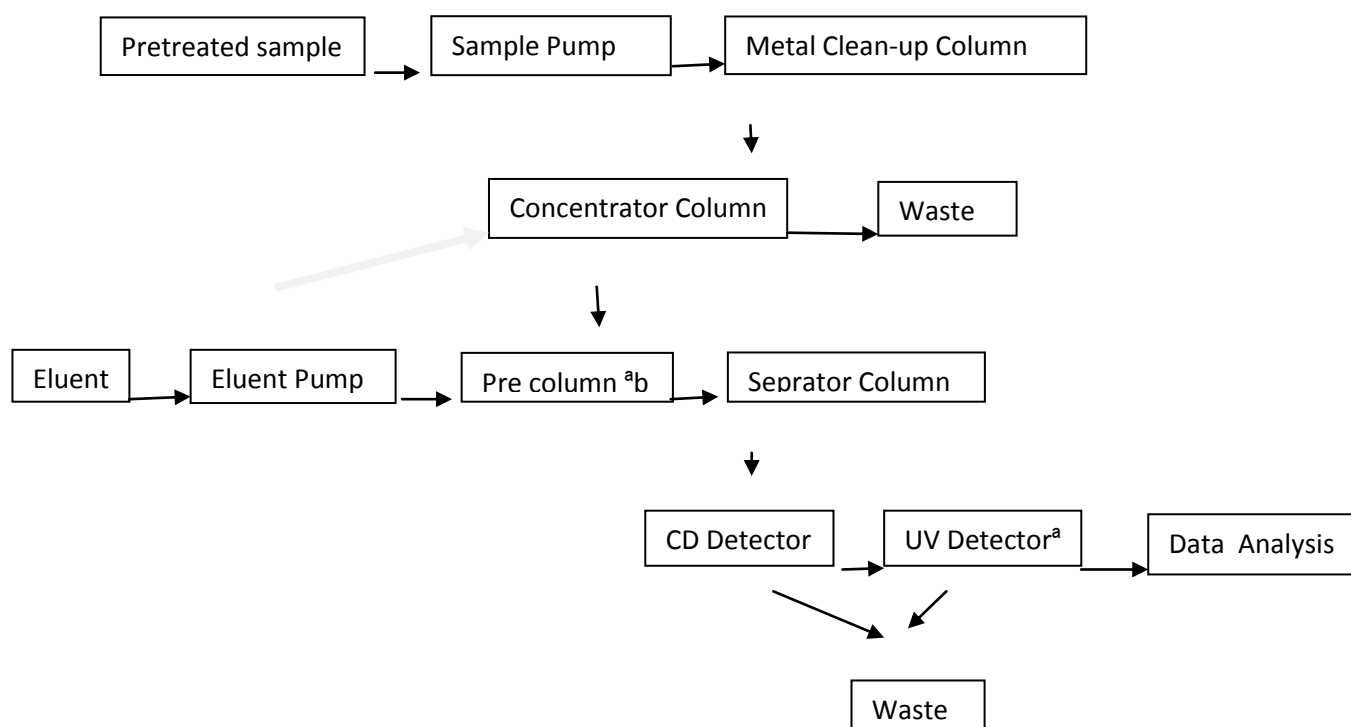 Pretreated sample
Sample Pump
Metal Clean-up Column
Concentrator Column
Waste
Eluent
Eluent Pump
Pre column ᵃb
Seprator Column
CD Detector
UV Detectorᵃ
Data Analysis
Waste